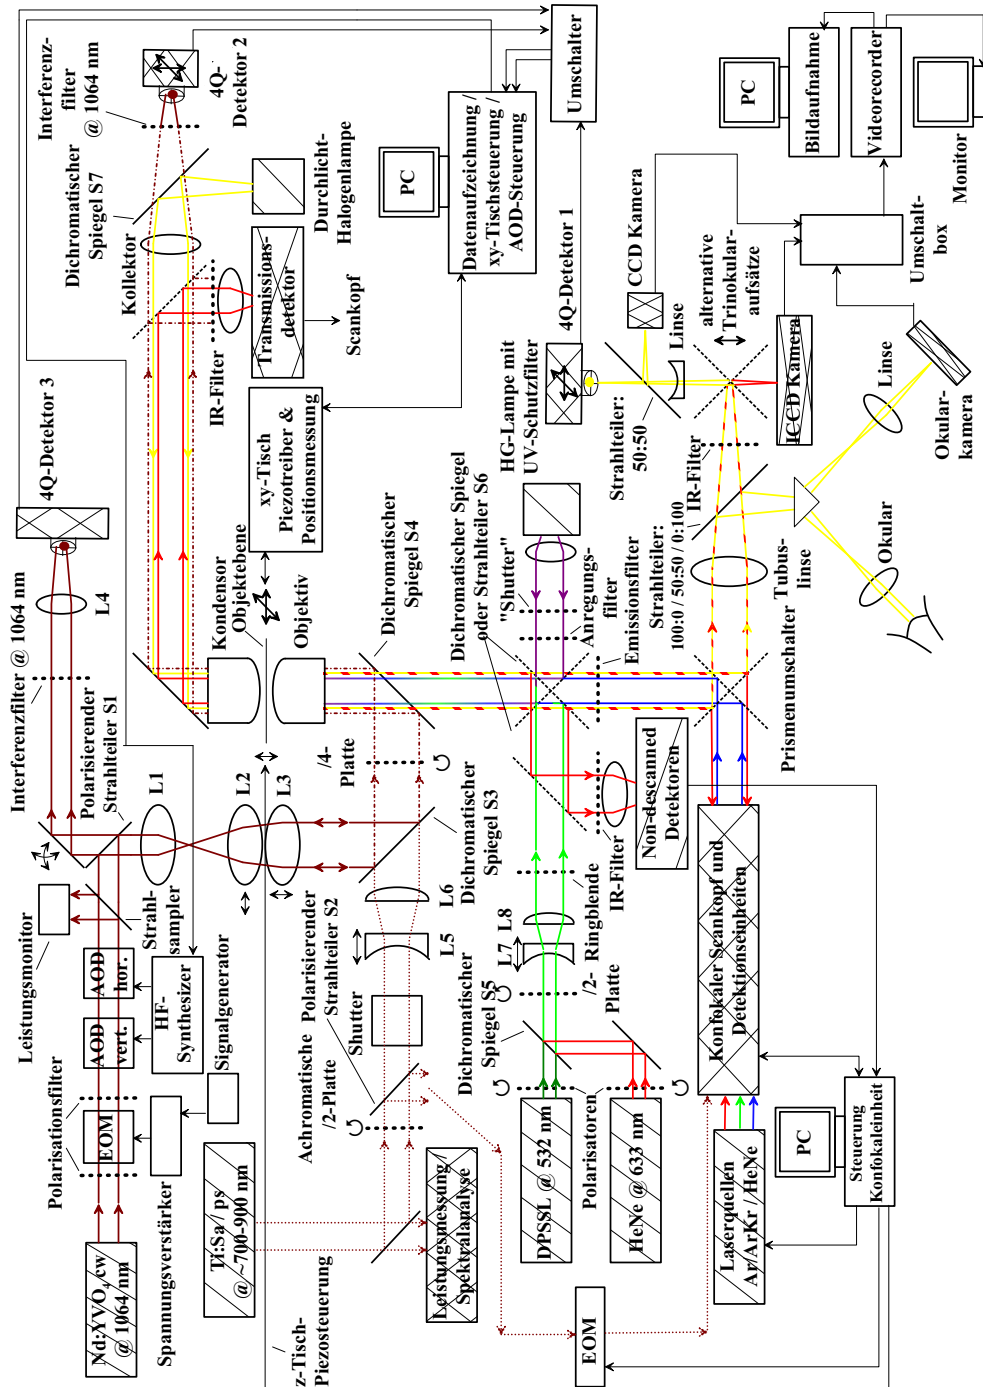 Nd:YVO4 cw
@ 1064 nm
Polarisationsfilter
EOM
Spannungsverstärker
Signalgenerator
AOD
vert.
AOD
hor.
HF-
Synthesizer
Leistungsmonitor
Strahl-
sampler
Polarisierender
Strahlteiler S1
Interferenzfilter @ 1064 nm
L1
L2
L3
L4
4Q-Detektor 3
Ti:Sa / ps
@ ~700-900 nm
z-Tisch-
Piezosteuerung
Leistungsmessung /
Spektralanalyse
Achromatische
/2-Platte
Polarisierender
Strahlteiler S2
Shutter
L5
L6
Dichromatischer
Spiegel S3
/4-
Platte
Dichromatischer
Spiegel S4
Kondensor
Objektebene
Objektiv
xy-Tisch
Piezotreiber &
Positionsmessung
IR-Filter
Transmissions-
detektor
Scankopf
Kollektor
Dichromatischer
Spiegel S7
Durchlicht-
Halogenlampe
Interferenz-
filter
@ 1064 nm
4Q-
Detektor 2
PC
Datenaufzeichnung /
xy-Tischsteuerung /
AOD-Steuerung
Umschalter
DPSSL @ 532 nm
HeNe @ 633 nm
Polarisatoren
Dichromatischer
Spiegel S5
/2-
Platte
L7
L8
Ringblende
IR-Filter
Non-descanned
Detektoren
Dichromatischer Spiegel
oder Strahlteiler S6
"Shutter"
Anregungs-
filter
Emissionsfilter
HG-Lampe mit
UV-Schutzfilter
4Q-Detektor 1
Strahlteiler:
50:50
Linse
CCD Kamera
alternative
Trinokular-
aufsätze
IR-Filter
ICCD Kamera
Strahlteiler:
100:0 / 50:50 / 0:100
Tubus-
linse
Prismenumschalter
Okular
Linse
Okular-
kamera
Umschalt-
box
PC
Bildaufnahme
Videorecorder
Monitor
Konfokaler Scankopf und
Detektionseinheiten
Laserquellen
Ar/ArKr / HeNe
PC
Steuerung
Konfokaleinheit
EOM